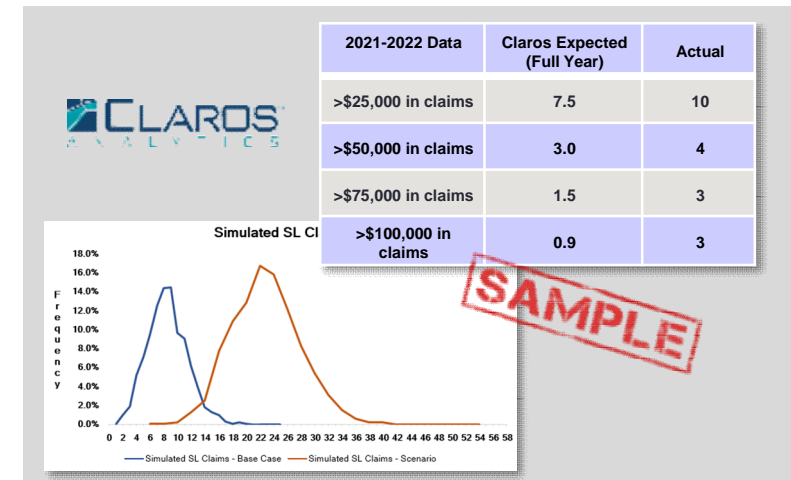 2021-2022 Data
Claros Expected
(Full Year)
Actual
>$25,000 in claims
7.5
10
>$50,000 in claims
3.0
4
>$75,000 in claims
1.5
3
>$100,000 in
claims
0.9
3
CLAROS
ANALYTICS
SAMPLE
Simulated SL Cl
Frequency
18.0%
16.0%
14.0%
12.0%
10.0%
8.0%
6.0%
4.0%
2.0%
0.0%
0 2 4 6 8 10 12 14 16 18 20 22 24 26 28 30 32 34 36 38 40 42 44 46 48 50 52 54 56 58
Simulated SL Claims - Base Case
Simulated SL Claims - Scenario